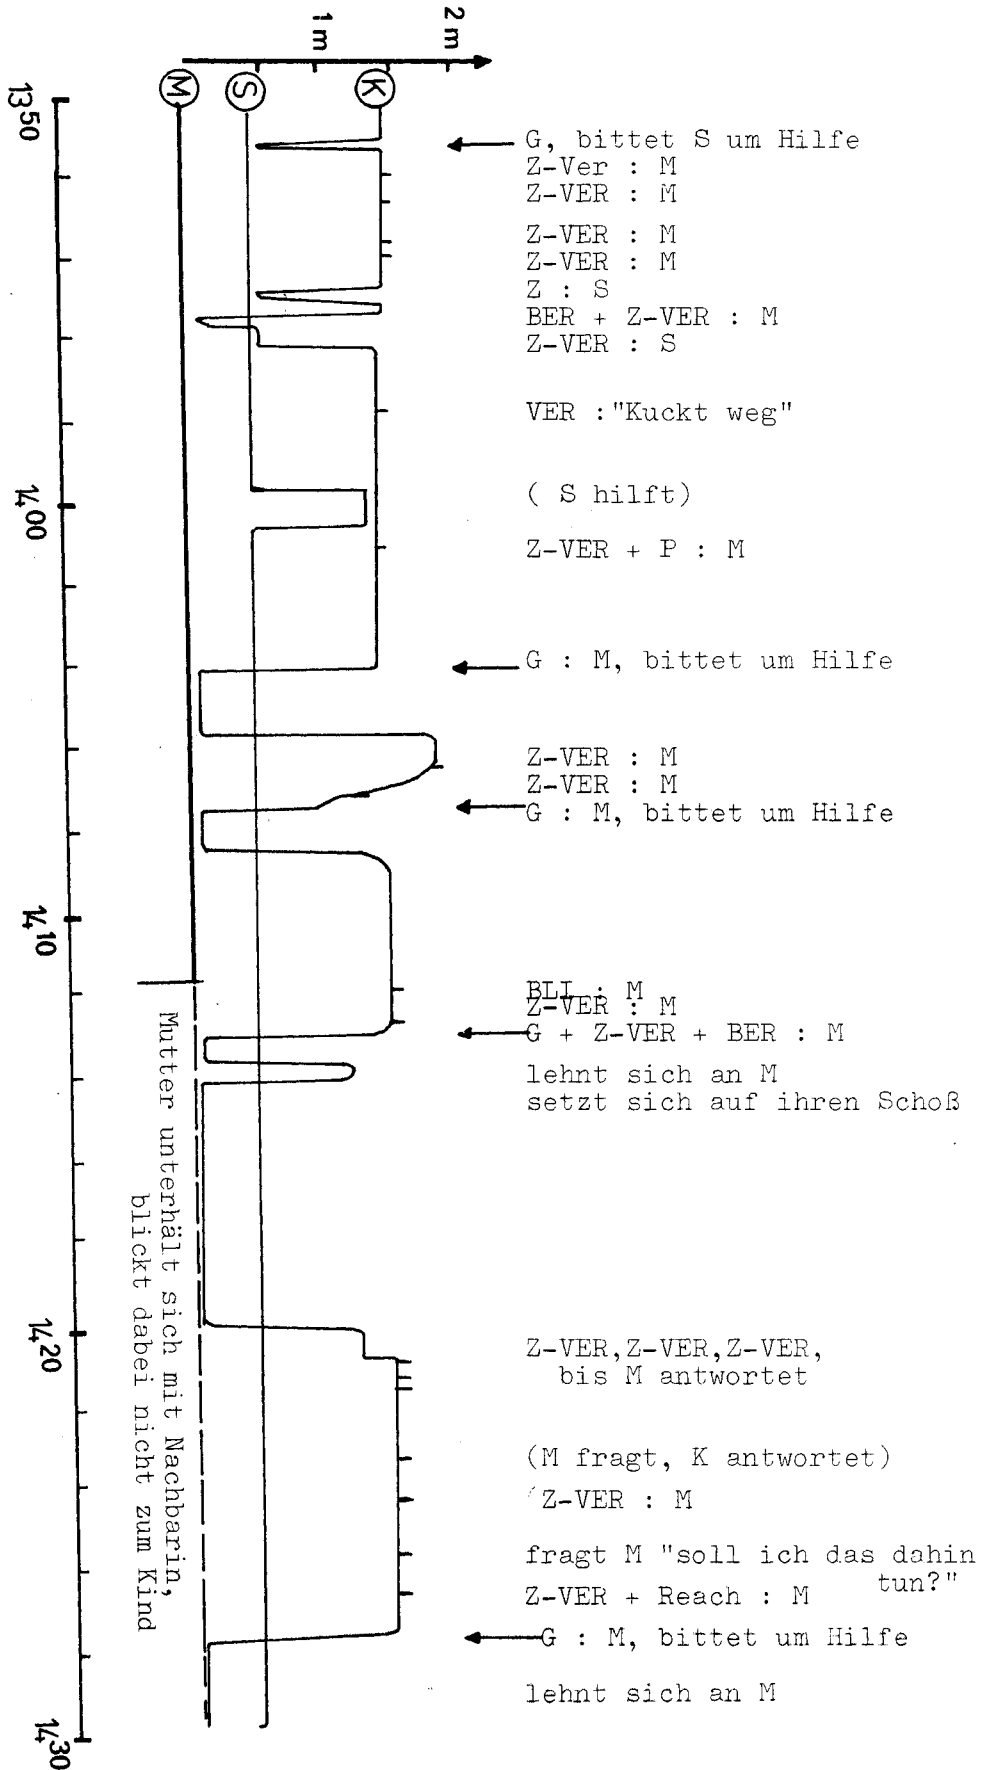 2 m
1 m
K
S
M
13 50
14 00
14 10
14 20
14 30
G, bittet S um Hilfe
Z-Ver : M
Z-VER : M
Z-VER : M
Z-VER : M
Z : S
BER + Z-VER : M
Z-VER : S
VER :"Kuckt weg"
( S hilft)
Z-VER + P : M
G : M, bittet um Hilfe
Z-VER : M
Z-VER : M
G : M, bittet um Hilfe
BLI : M
Z-VER : M
G + Z-VER + BER : M
lehnt sich an M
setzt sich auf ihren Schoß
Z-VER,Z-VER,Z-VER,
bis M antwortet
(M fragt, K antwortet)
Z-VER : M
fragt M "soll ich das dahin
tun?"
Z-VER + Reach : M
G : M, bittet um Hilfe
lehnt sich an M
Mutter unterhält sich mit Nachbarin,
blickt dabei nicht zum Kind